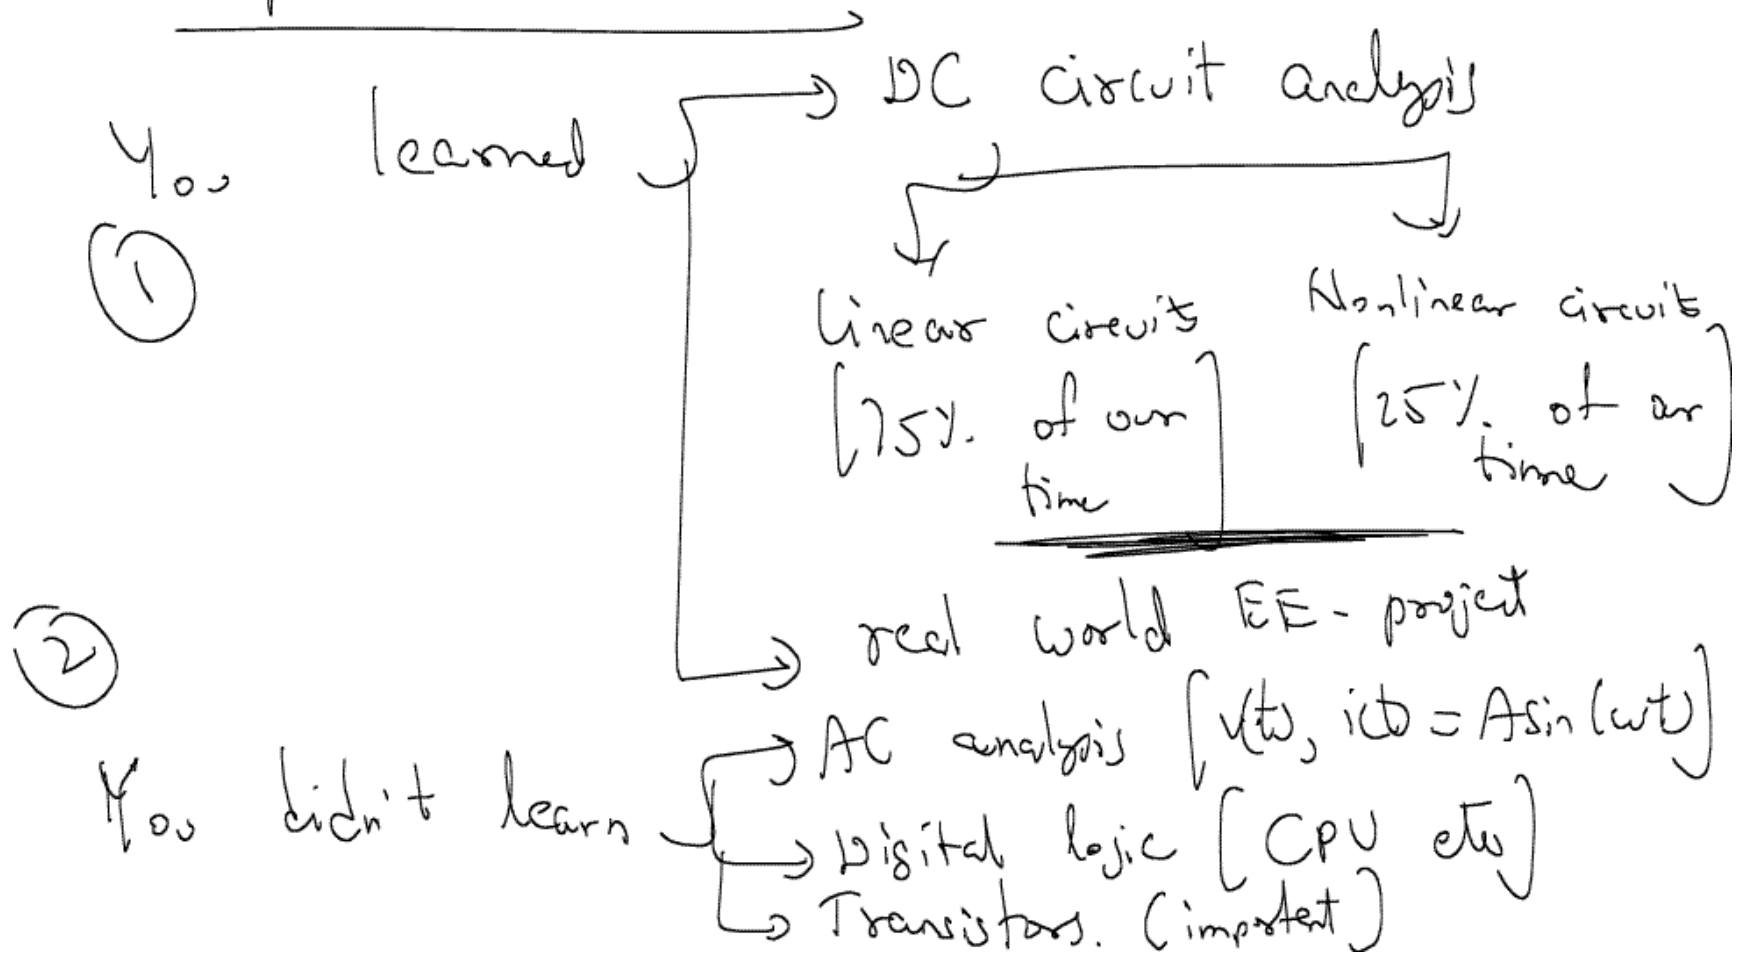 You learned → DC circuit analysis
①
Linear circuits
[75% of our
time]
Nonlinear circuits
[25% of our
time]
→ real world EE-project
②
You didn't learn → AC analysis [v(t), i(t) = Asin(ωt)]
→ Digital logic [CPU etc]
→ Transistors. (important)